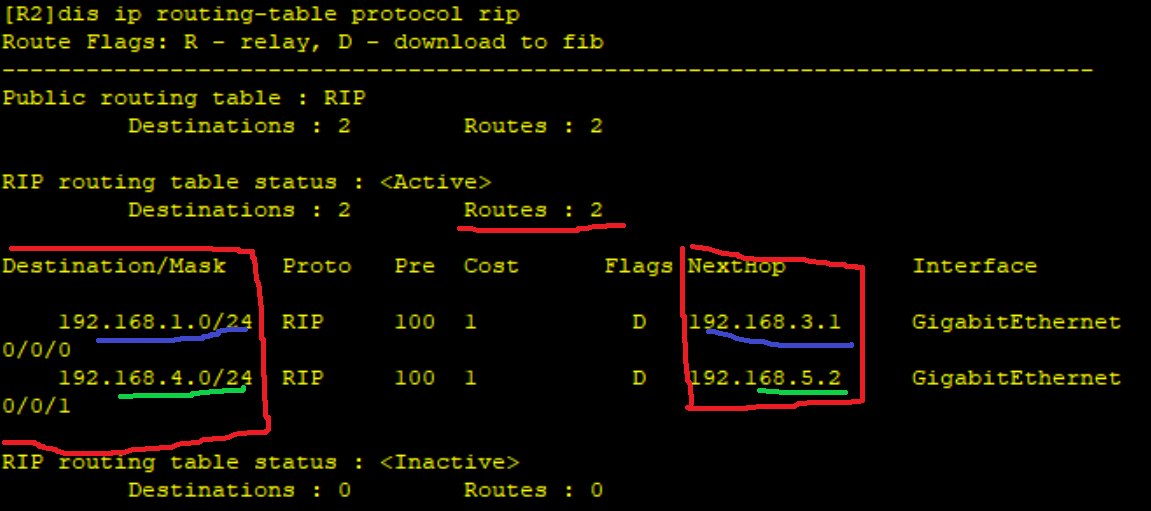 [R2]dis ip routing-table protocol rip
Route Flags: R - relay, D - download to fib
------------------------------------------------------------------------------
Public routing table : RIP
         Destinations : 2        Routes : 2
RIP routing table status : <Active>
         Destinations : 2        Routes : 2
Destination/Mask    Proto   Pre  Cost      Flags NextHop         Interface
    192.168.1.0/24  RIP     100  1           D   192.168.3.1     GigabitEthernet
0/0/0
    192.168.4.0/24  RIP     100  1           D   192.168.5.2     GigabitEthernet
0/0/1
RIP routing table status : <Inactive>
         Destinations : 0        Routes : 0